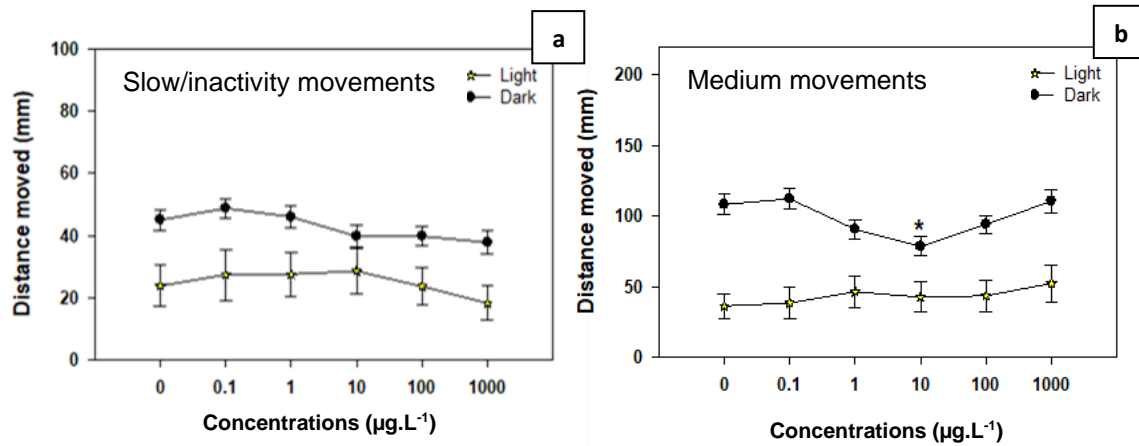 a
Slow/inactivity movements
Light
Dark
100
80
60
40
20
0
Distance moved (mm)
0 0.1 1 10 100 1000
Concentrations (µg.L⁻¹)
b
Medium movements
Light
Dark
200
150
100
50
0
Distance moved (mm)
*
0 0.1 1 10 100 1000
Concentrations (µg.L⁻¹)